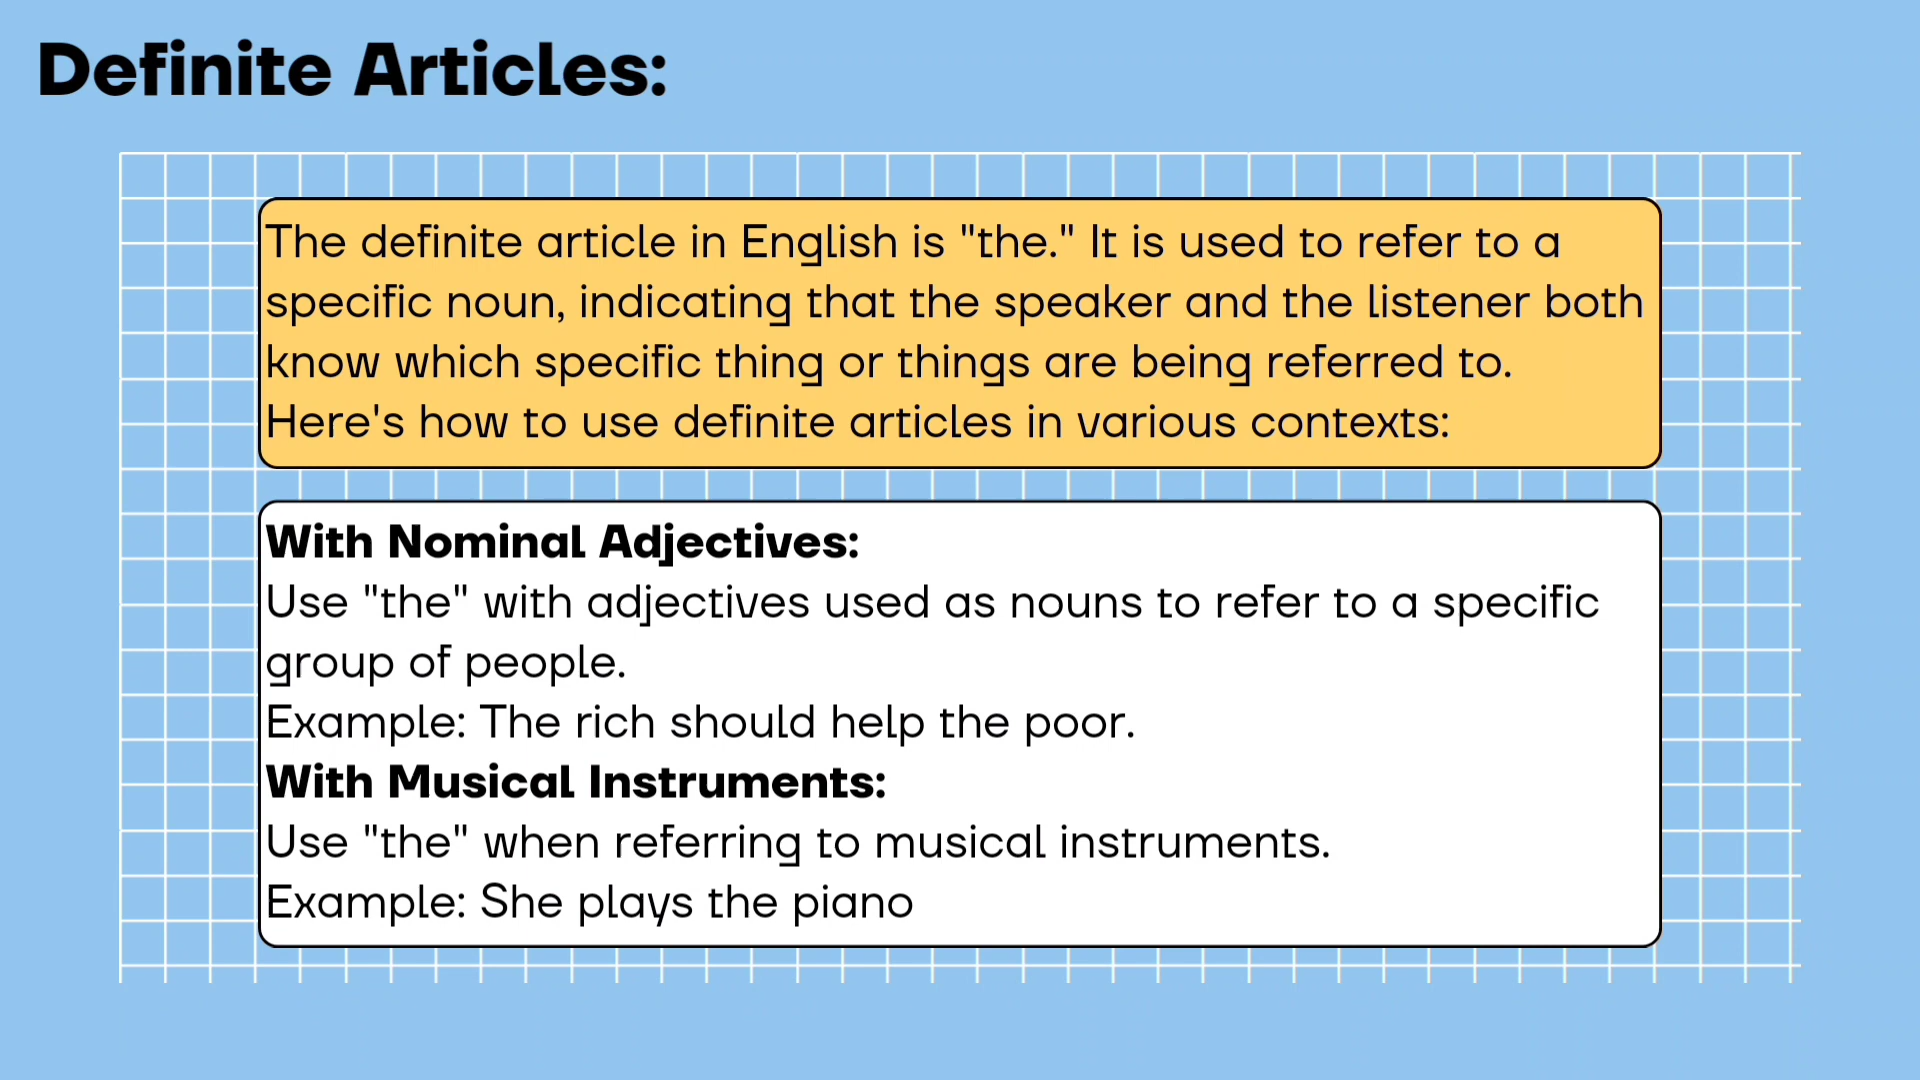 Definite Articles:
The definite article in English is "the." It is used to refer to a
specific noun, indicating that the speaker and the listener both
know which specific thing or things are being referred to.
Here's how to use definite articles in various contexts:
With Nominal Adjectives:
Use "the" with adjectives used as nouns to refer to a specific
group of people.
Example: The rich should help the poor.
With Musical Instruments:
Use "the" when referring to musical instruments.
Example: She plays the piano